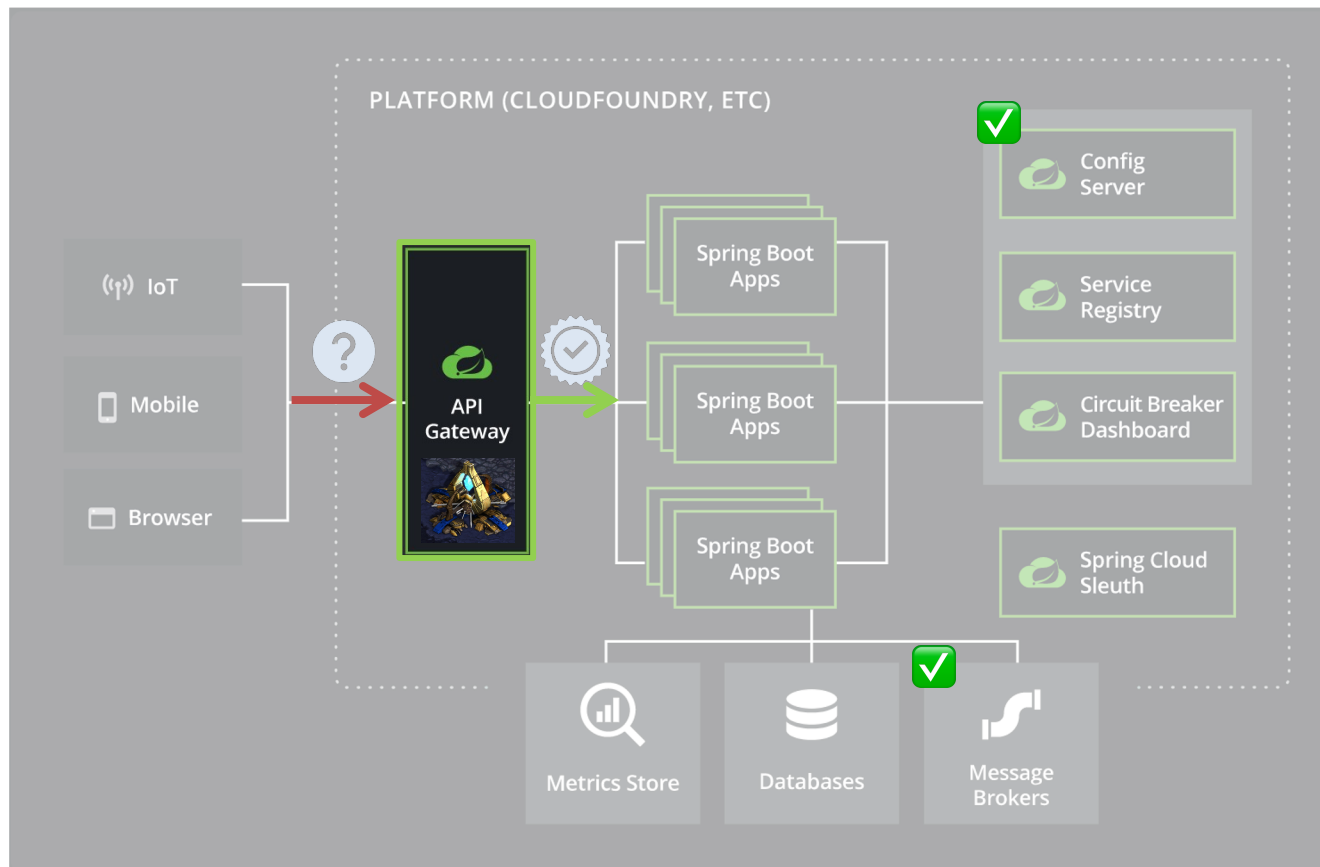 PLATFORM (CLOUDFOUNDRY, ETC)
IoT
Mobile
Browser
?
API
Gateway
Spring Boot
Apps
Spring Boot
Apps
Spring Boot
Apps
Config
Server
Service
Registry
Circuit Breaker
Dashboard
Spring Cloud
Sleuth
Metrics Store
Databases
Message
Brokers